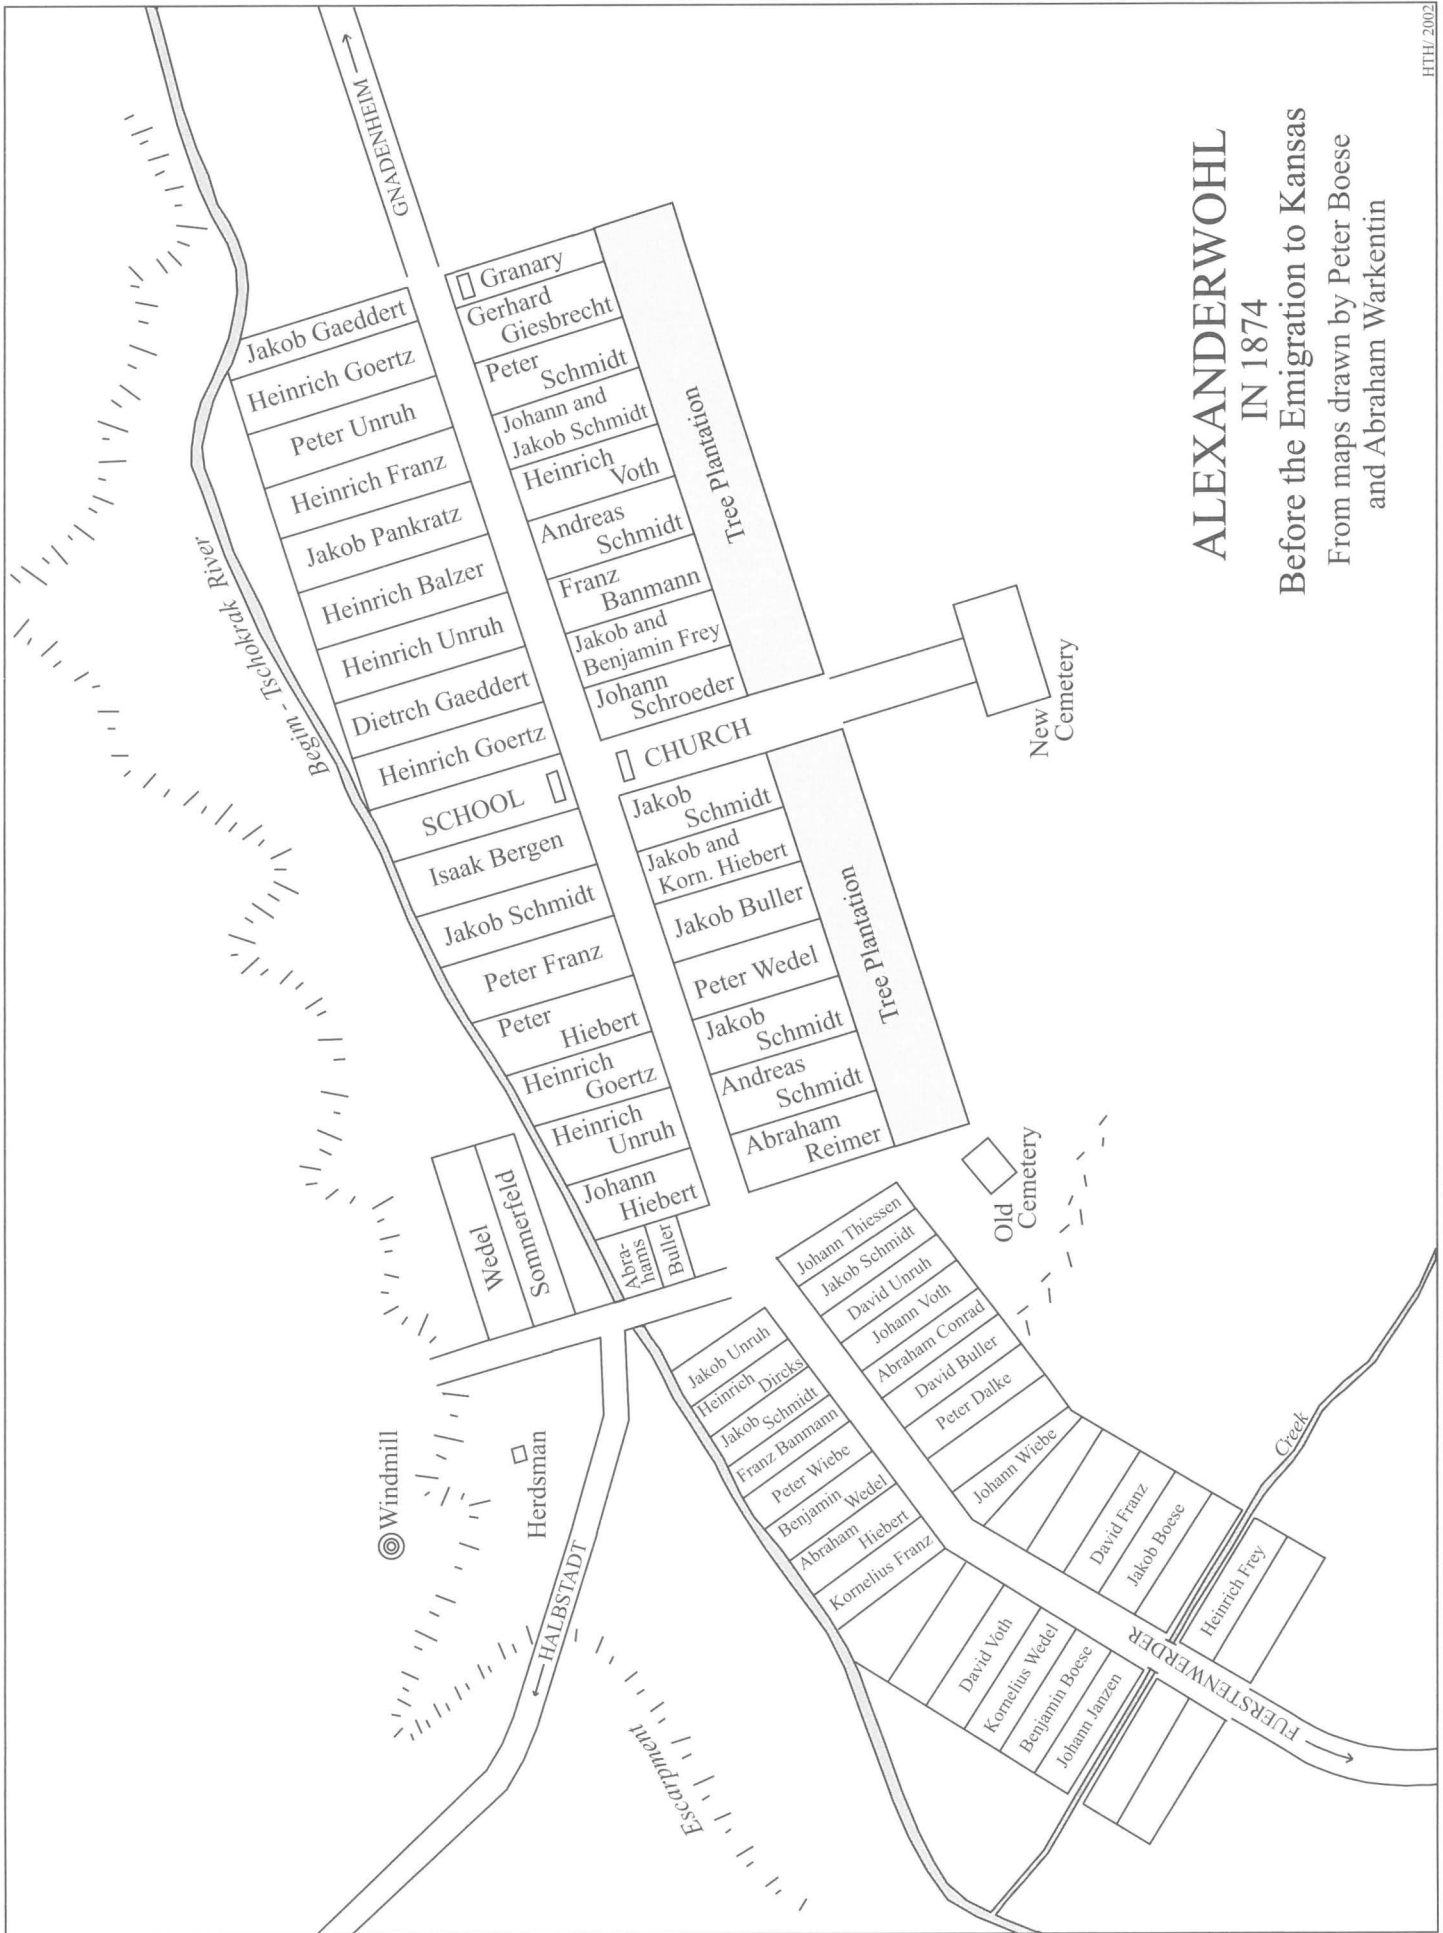 HTH/ 2002
ALEXANDERWOHL
IN 1874
Before the Emigration to Kansas
From maps drawn by Peter Boese
and Abraham Warkentin
GNADENHEIM
Begim - Tschokrak River
Jakob Gaeddert
Heinrich Goertz
Peter Unruh
Heinrich Franz
Jakob Pankratz
Heinrich Balzer
Heinrich Unruh
Dietrch Gaeddert
Heinrich Goertz
SCHOOL
Isaak Bergen
Jakob Schmidt
Peter Franz
Peter
Hiebert
Heinrich
Goertz
Heinrich
Unruh
Johann
Hiebert
Abra-
hams
Buller
Granary
Gerhard
Giesbrecht
Peter
Schmidt
Johann and
Jakob Schmidt
Heinrich
Voth
Andreas
Schmidt
Franz
Banmann
Jakob and
Benjamin Frey
Johann
Schroeder
Tree Plantation
CHURCH
New
Cemetery
Jakob
Schmidt
Jakob and
Korn. Hiebert
Jakob Buller
Peter Wedel
Jakob
Schmidt
Andreas
Schmidt
Abraham
Reimer
Tree Plantation
Old
Cemetery
Wedel
Sommerfeld
Windmill
Herdsman
HALBSTADT
Escarpment
Jakob Unruh
Heinrich
Dircks
Jakob
Schmidt
Franz Banmann
Peter Wiebe
Benjamin
Wedel
Abraham
Hiebert
Kornelius Franz
David Voth
Kornelius Wedel
Benjamin Boese
Johann Janzen
Johann Thiessen
Jakob Schmidt
David Unruh
Johann Voth
Abraham Conrad
David Buller
Peter Dalke
Johann Wiebe
David Franz
Jakob Boese
Heinrich Frey
Creek
FUERSTENWERDER